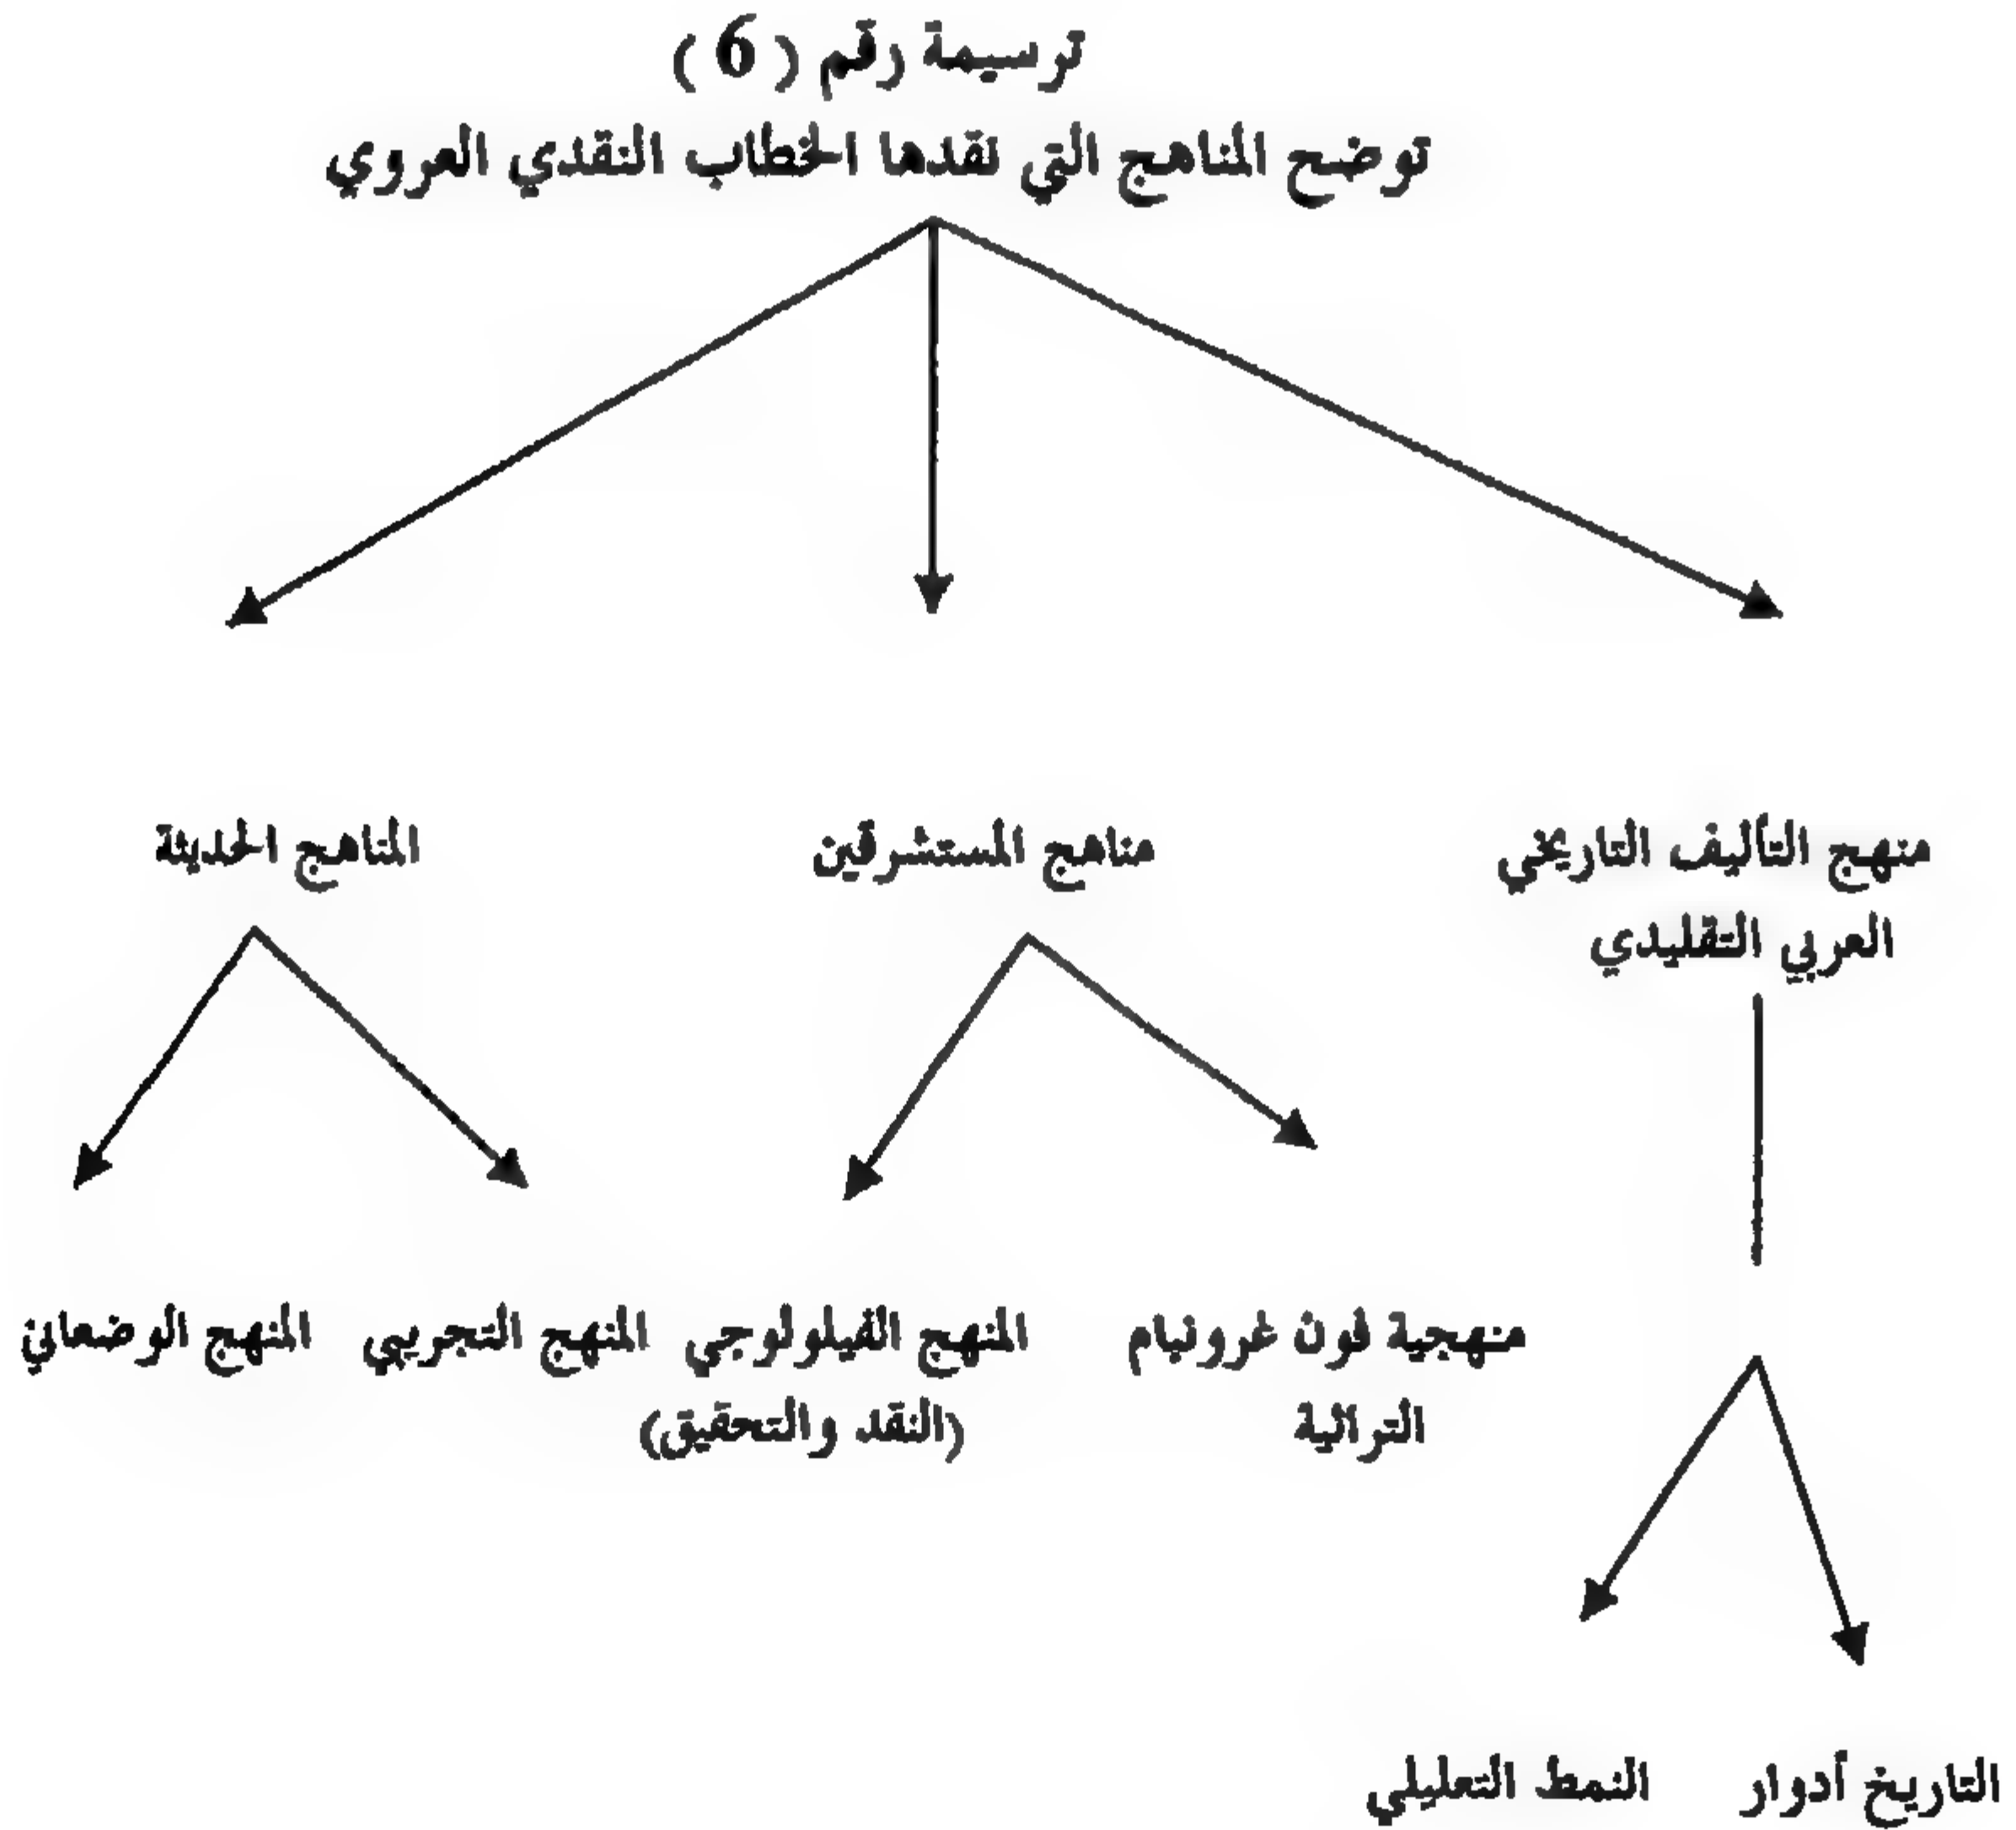 ترسيمة رقم (6)
توضح المناهج التي نقدها الخطاب النقدي العروي
منهج التأليف التاريخي
العربي التقليدي
مناهج المستشرقين
المناهج الحديثة
منهجية فون غرونبام
التراثية
المنهج الفيلولوجي
(النقد والتحقيق)
المنهج التجريبي
المنهج الوضعاني
التاريخ أدوار
النمط التعليلي